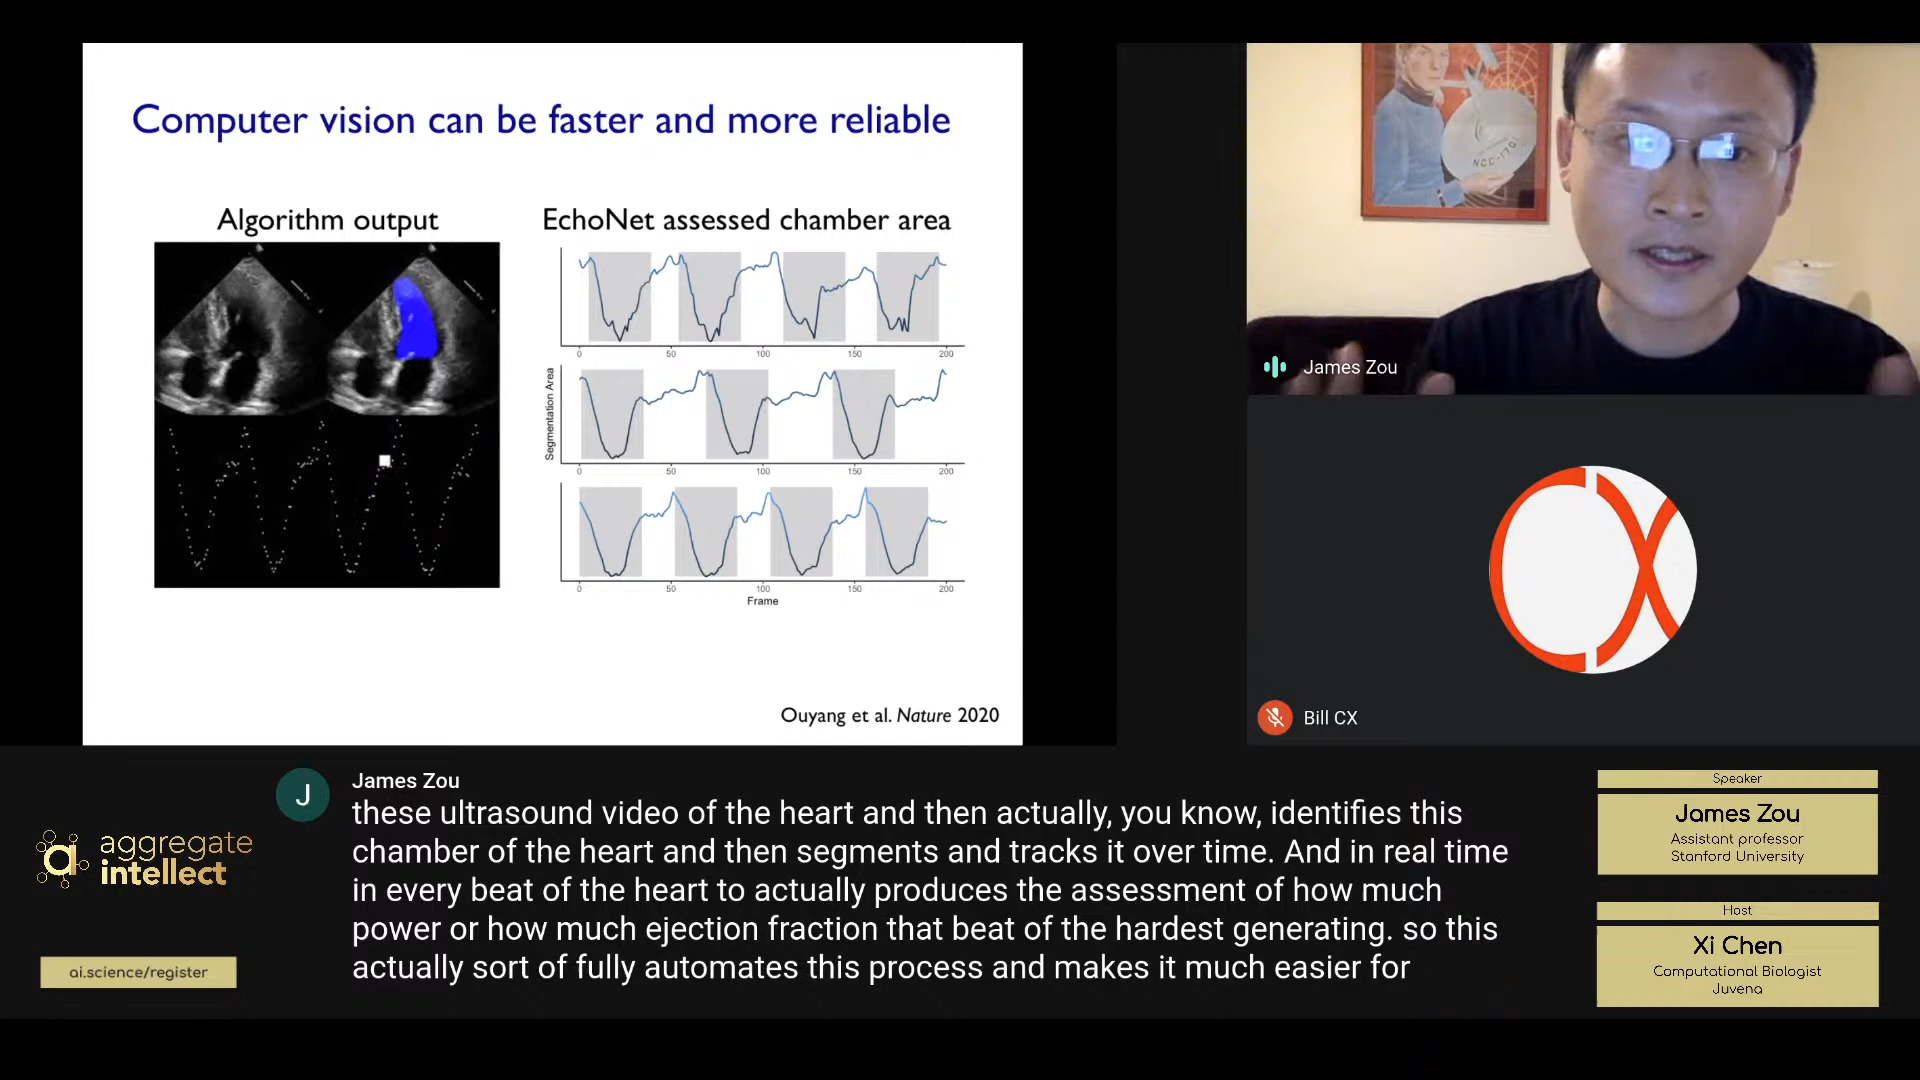 Computer vision can be faster and more reliable
Algorithm output
EchoNet assessed chamber area
0 50 100 150 200
Segmentation Area
0 50 100 150 200
0 50 100 150 200
Frame
Ouyang et al. Nature 2020
NCC-1701
James Zou
Bill CX
J
James Zou
these ultrasound video of the heart and then actually, you know, identifies this
chamber of the heart and then segments and tracks it over time. And in real time
in every beat of the heart to actually produces the assessment of how much
power or how much ejection fraction that beat of the hardest generating. so this
actually sort of fully automates this process and makes it much easier for
a
aggregate
intellect
ai.science/register
Speaker
James Zou
Assistant professor
Stanford University
Host
Xi Chen
Computational Biologist
Juvena